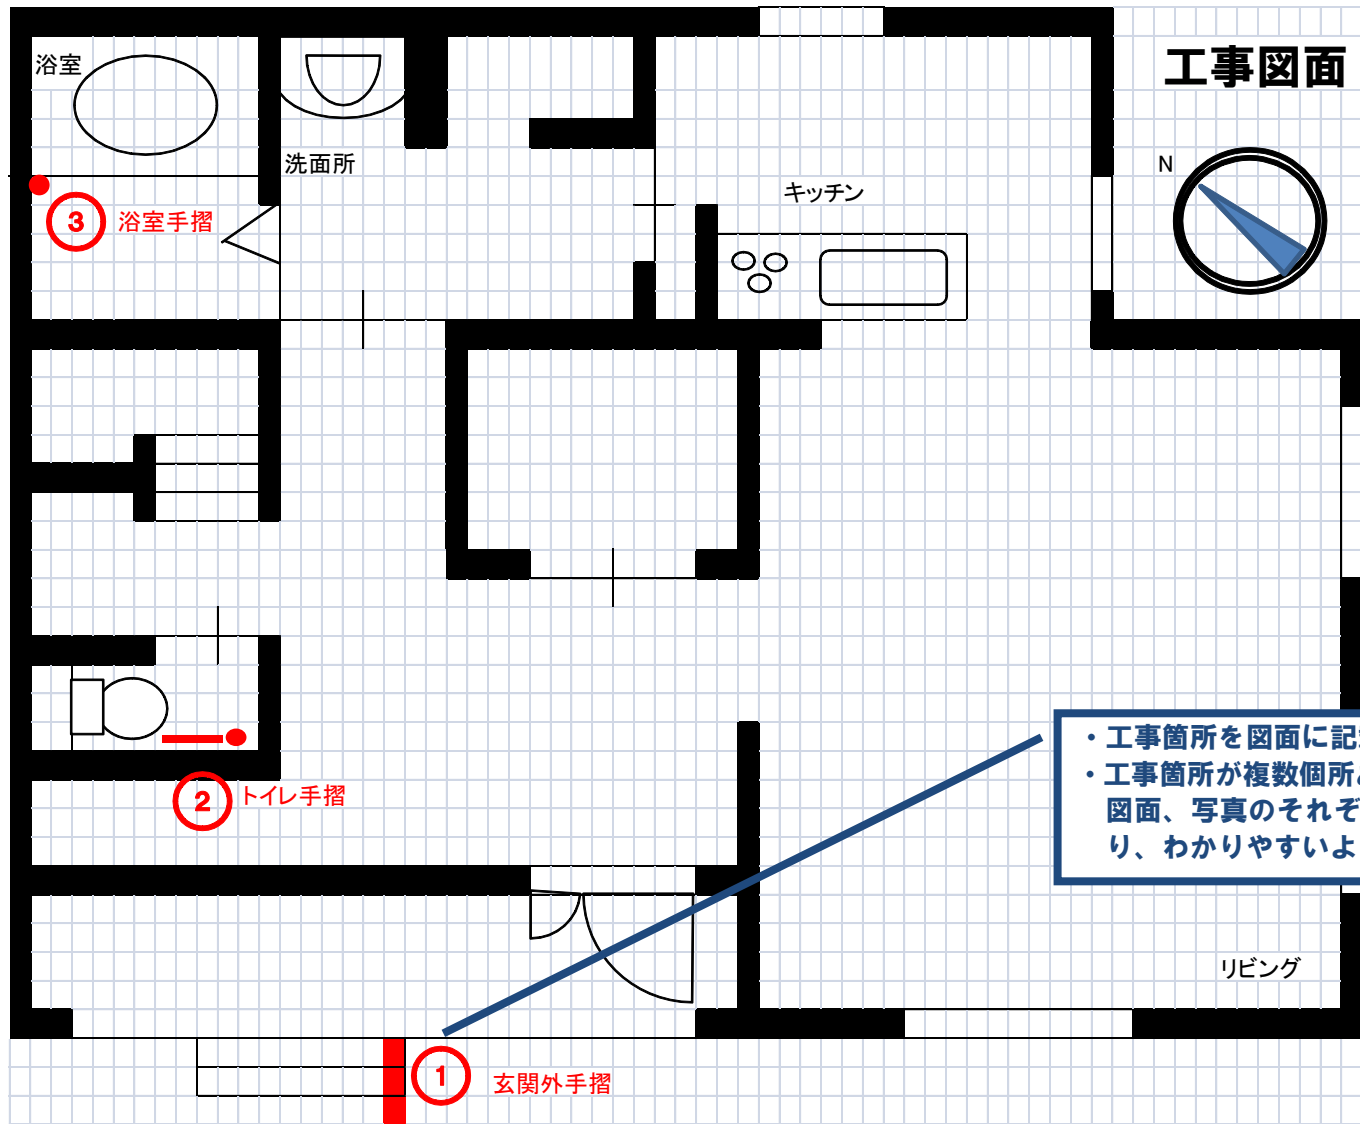 工事図面
N
浴室
洗面所
キッチン
③ 浴室手摺
② トイレ手摺
・工事箇所を図面に記
・工事箇所が複数個所
図面、写真のそれぞ
り、わかりやすいよ
リビング
① 玄関外手摺